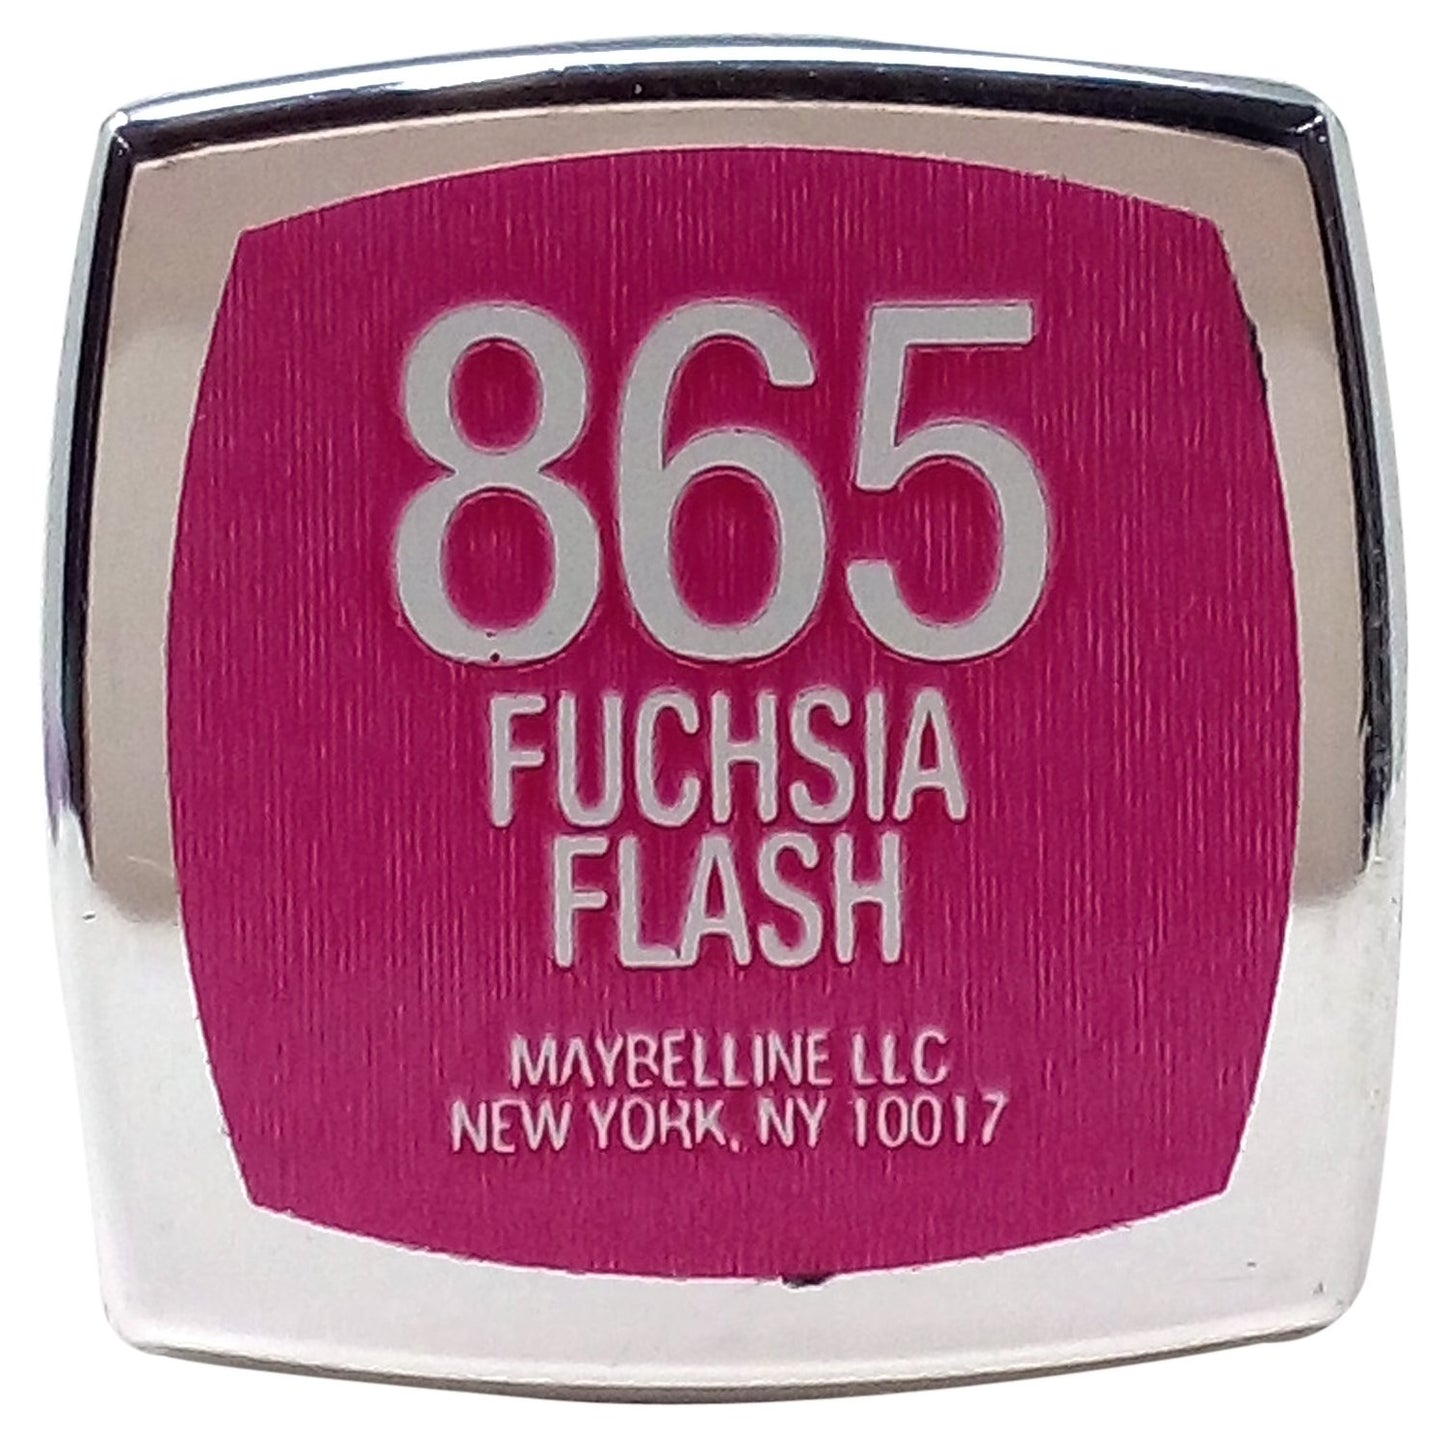 865
FUCHSIA
FLASH
MAYBELLINE LLC
NEW YORK, NY 10017